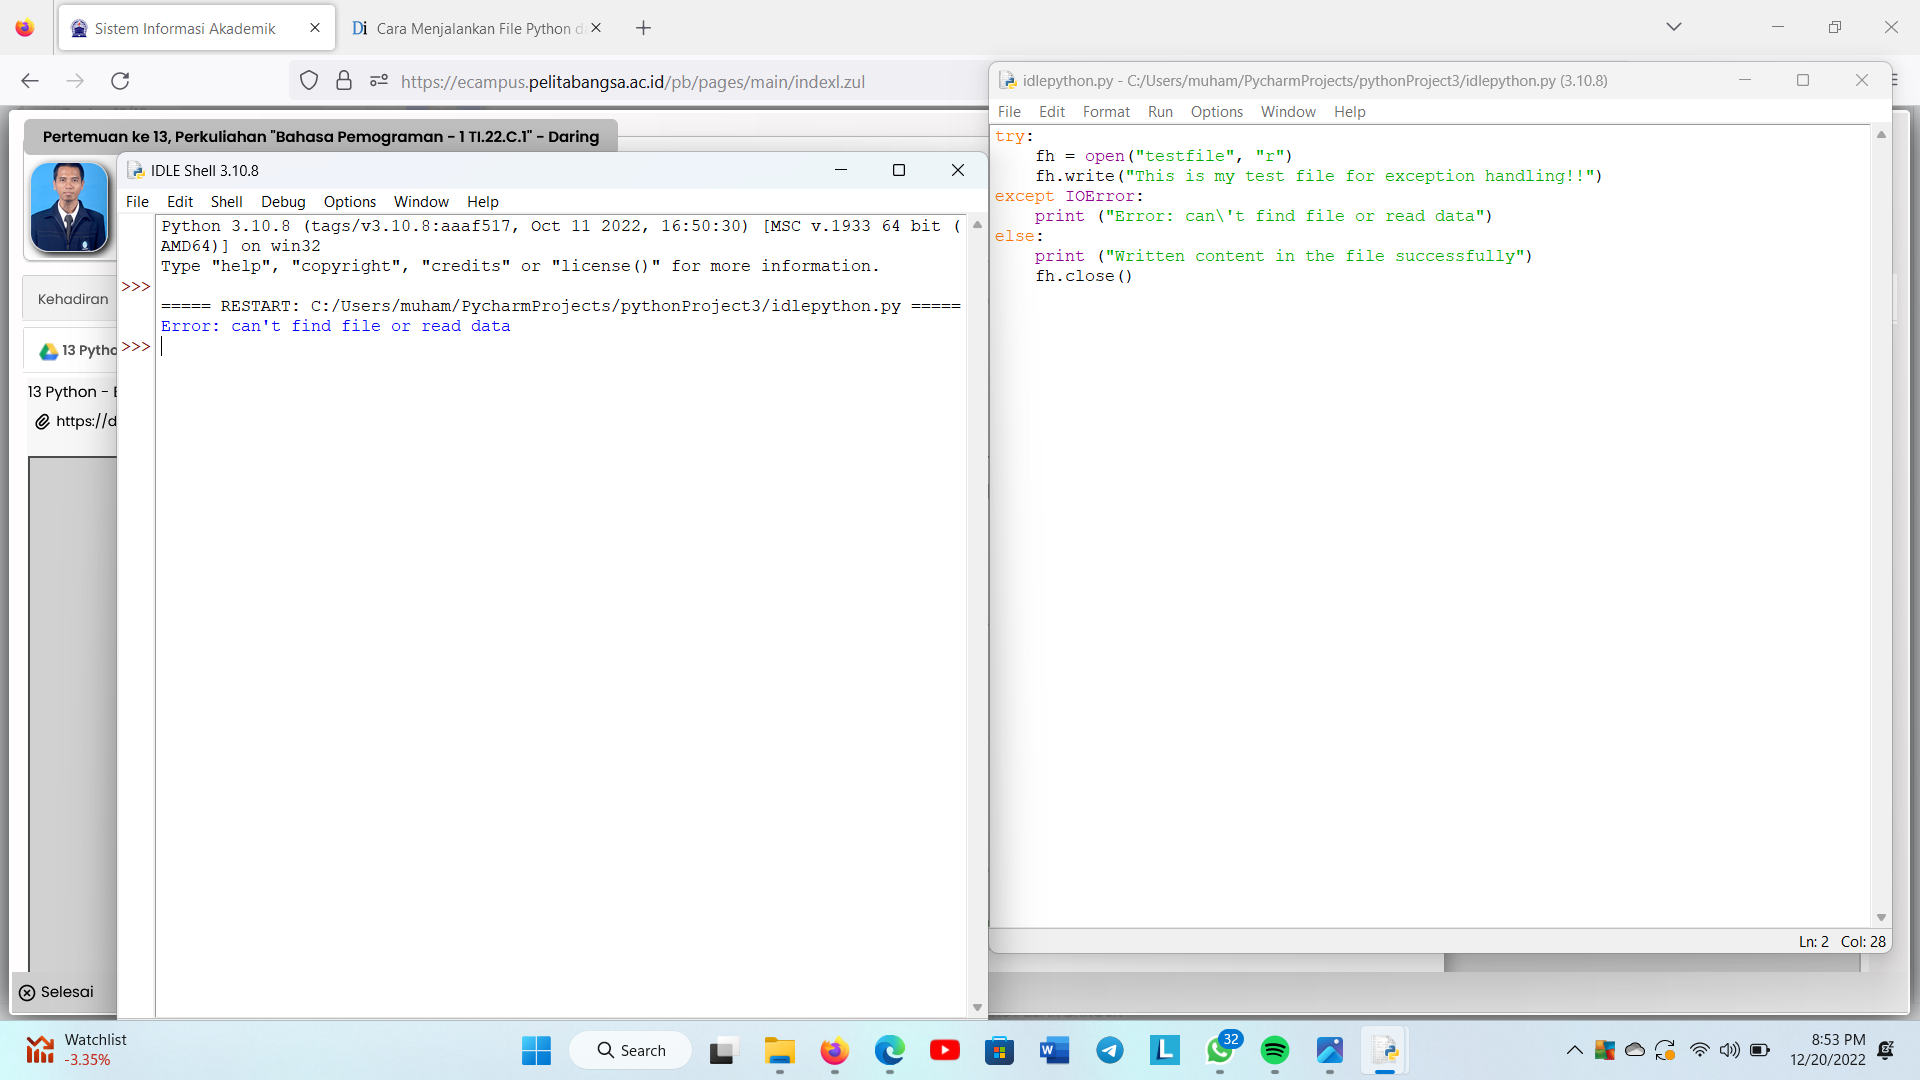 Sistem Informasi Akademik
Di Cara Menjalankan File Python d
https://ecampus.pelitabangsa.ac.id/pb/pages/main/indexl.zul
Pertemuan ke 13, Perkuliahan "Bahasa Pemograman - 1 TI.22.C.1" - Daring
Kehadiran
13 Pytho
13 Python -
https://d
Selesai
IDLE Shell 3.10.8
File Edit Shell Debug Options Window Help
Python 3.10.8 (tags/v3.10.8:aaaf517, Oct 11 2022, 16:50:30) [MSC v.1933 64 bit (
AMD64)] on win32
Type "help", "copyright", "credits" or "license()" for more information.
>>>
===== RESTART: C:/Users/muham/PycharmProjects/pythonProject3/idlepython.py =====
Error: can't find file or read data
>>>
idlepython.py - C:/Users/muham/PycharmProjects/pythonProject3/idlepython.py (3.10.8)
File Edit Format Run Options Window Help
try:
    fh = open("testfile", "r")
    fh.write("This is my test file for exception handling!!")
except IOError:
    print ("Error: can\'t find file or read data")
else:
    print ("Written content in the file successfully")
    fh.close()
Ln: 2 Col: 28
Watchlist
-3.35%
Search
W
L
32
8:53 PM
12/20/2022